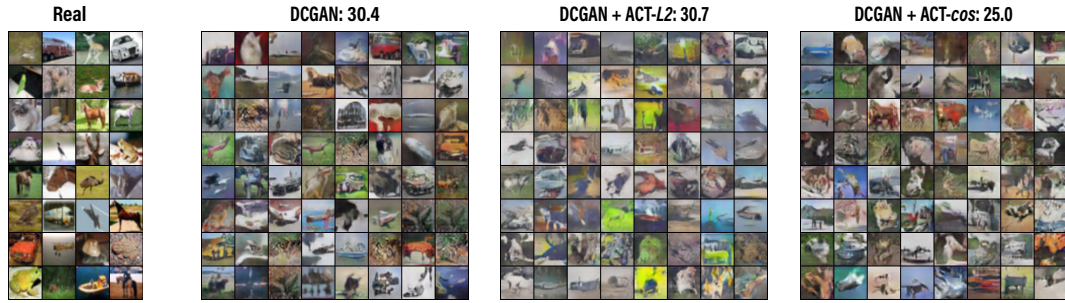 Real
DCGAN: 30.4
DCGAN + ACT-L2: 30.7
DCGAN + ACT-cos: 25.0